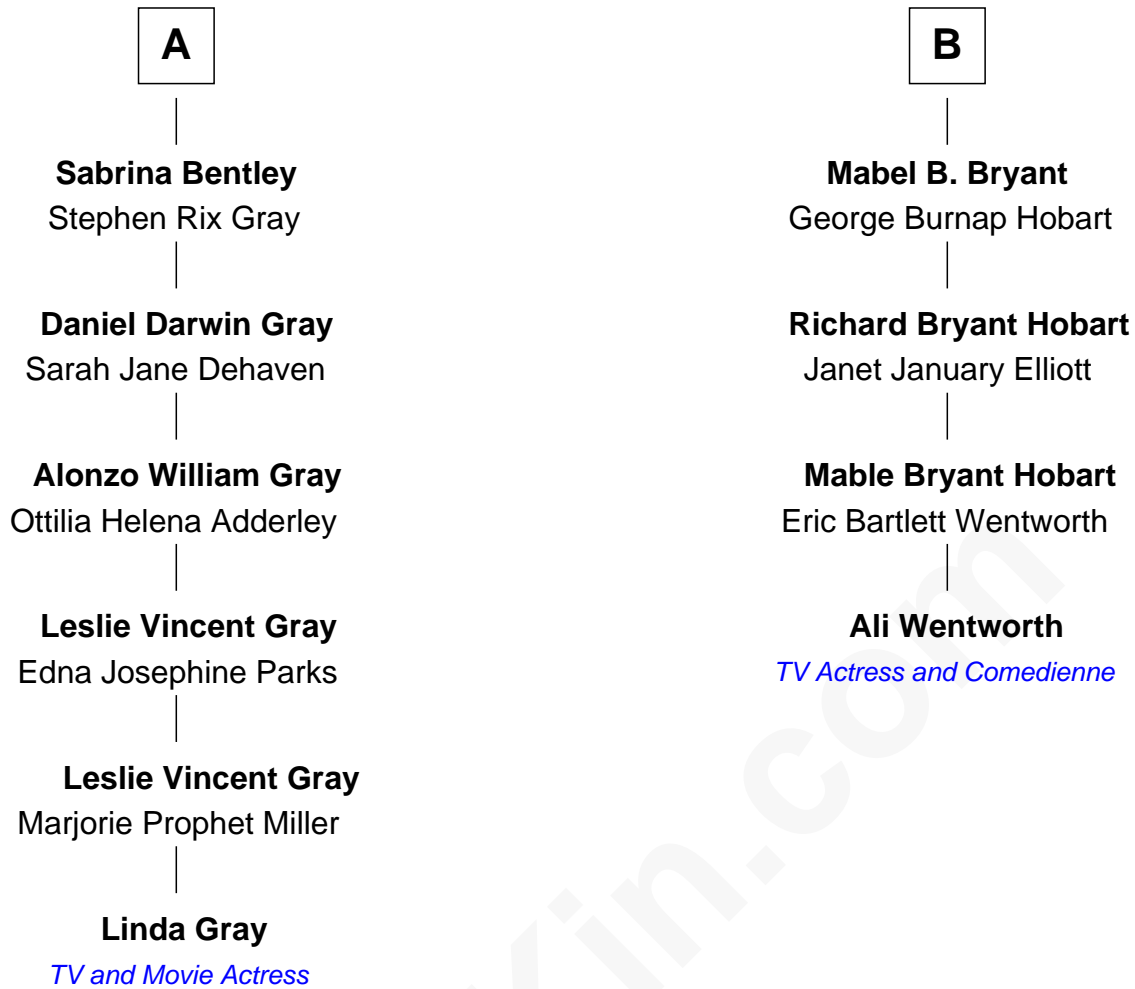 A
Sabrina Bentley
Stephen Rix Gray
Daniel Darwin Gray
Sarah Jane Dehaven
Alonzo William Gray
Ottilia Helena Adderley
Leslie Vincent Gray
Edna Josephine Parks
Leslie Vincent Gray
Marjorie Prophet Miller
Linda Gray
TV and Movie Actress
B
Mabel B. Bryant
George Burnap Hobart
Richard Bryant Hobart
Janet January Elliott
Mable Bryant Hobart
Eric Bartlett Wentworth
Ali Wentworth
TV Actress and Comedienne
Kin.com